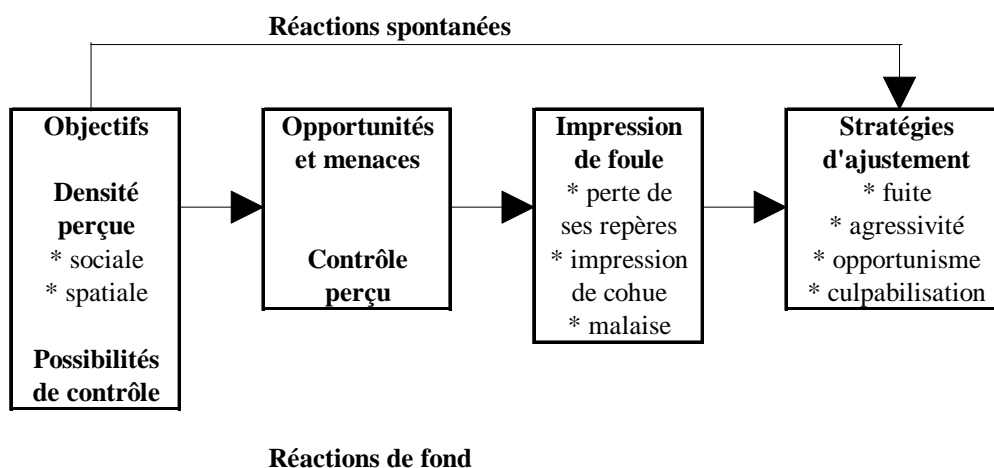 Réactions spontanées
Objectifs
Densité
perçue
* sociale
* spatiale
Possibilités
de contrôle
Opportunités
et menaces
Contrôle
perçu
Impression
de foule
* perte de
ses repères
* impression
de cohue
* malaise
Stratégies
d'ajustement
* fuite
* agressivité
* opportunisme
* culpabilisation
Réactions de fond